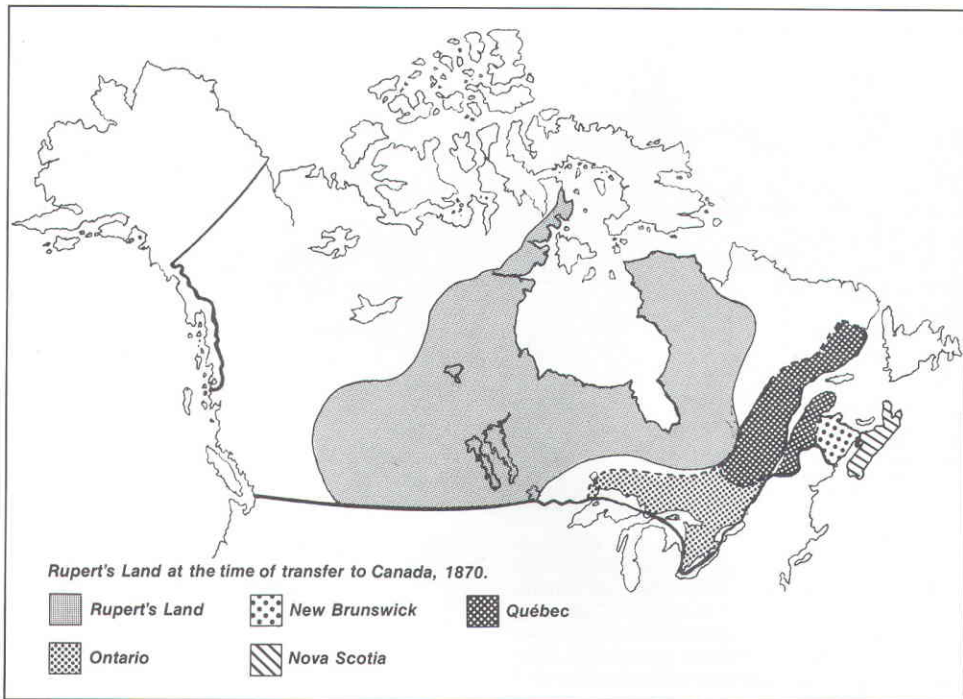 Rupert's Land at the time of transfer to Canada, 1870.
Rupert's Land
New Brunswick
Québec
Ontario
Nova Scotia